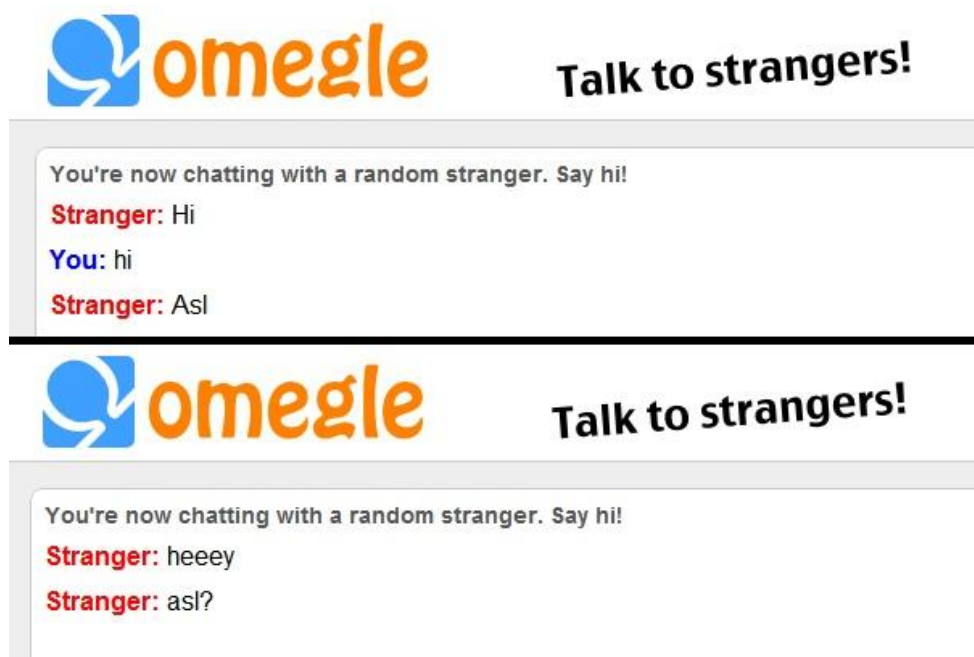 omegle
Talk to strangers!
You're now chatting with a random stranger. Say hi!
Stranger: Hi
You: hi
Stranger: Asl
omegle
Talk to strangers!
You're now chatting with a random stranger. Say hi!
Stranger: heeey
Stranger: asl?